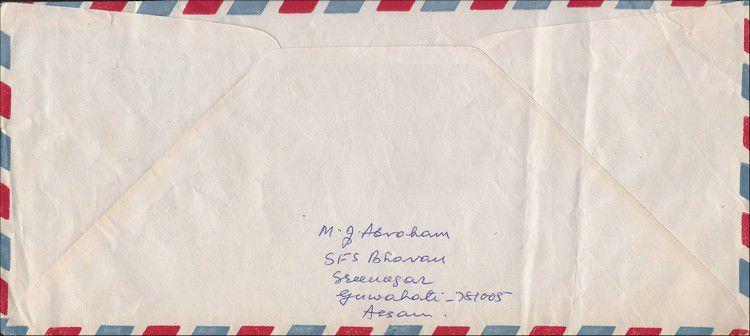 M. J. Abraham
SFS Bhavan
Sreenagar
Guwahati - 781005
Assam.